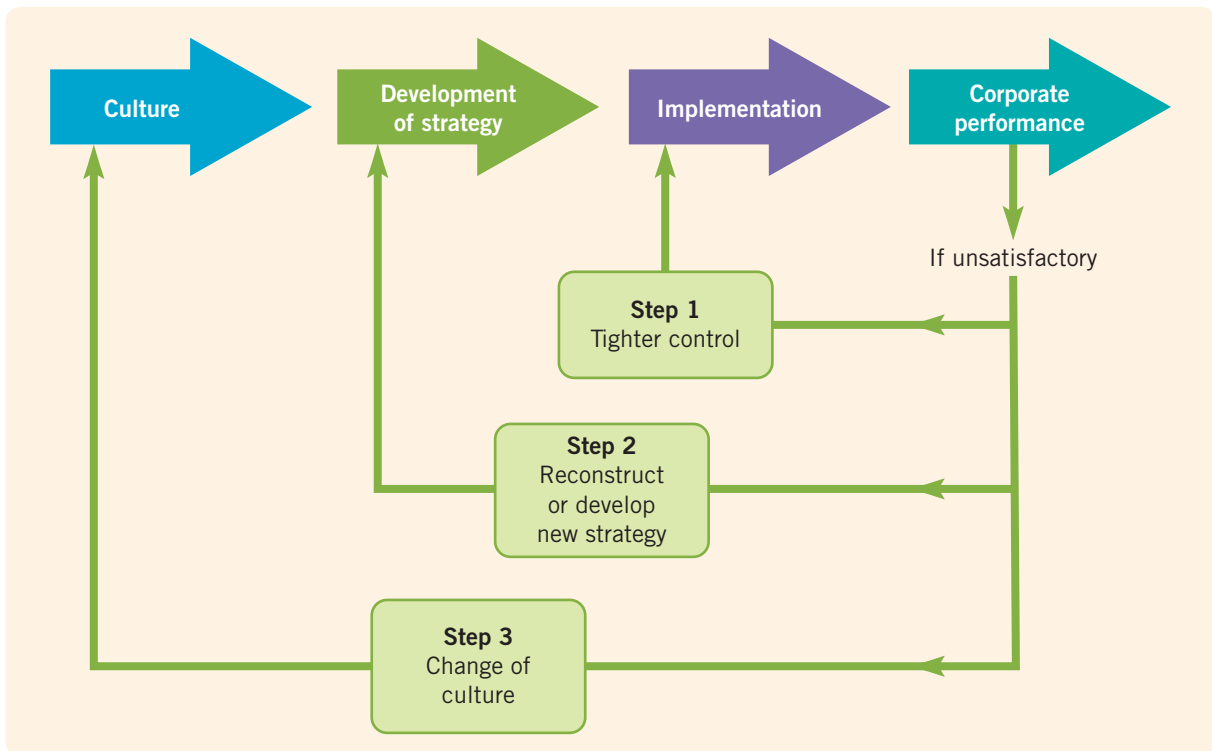 Culture
Development
of strategy
Implementation
Corporate
performance
If unsatisfactory
Step 1
Tighter control
Step 2
Reconstruct
or develop
new strategy
Step 3
Change of
culture